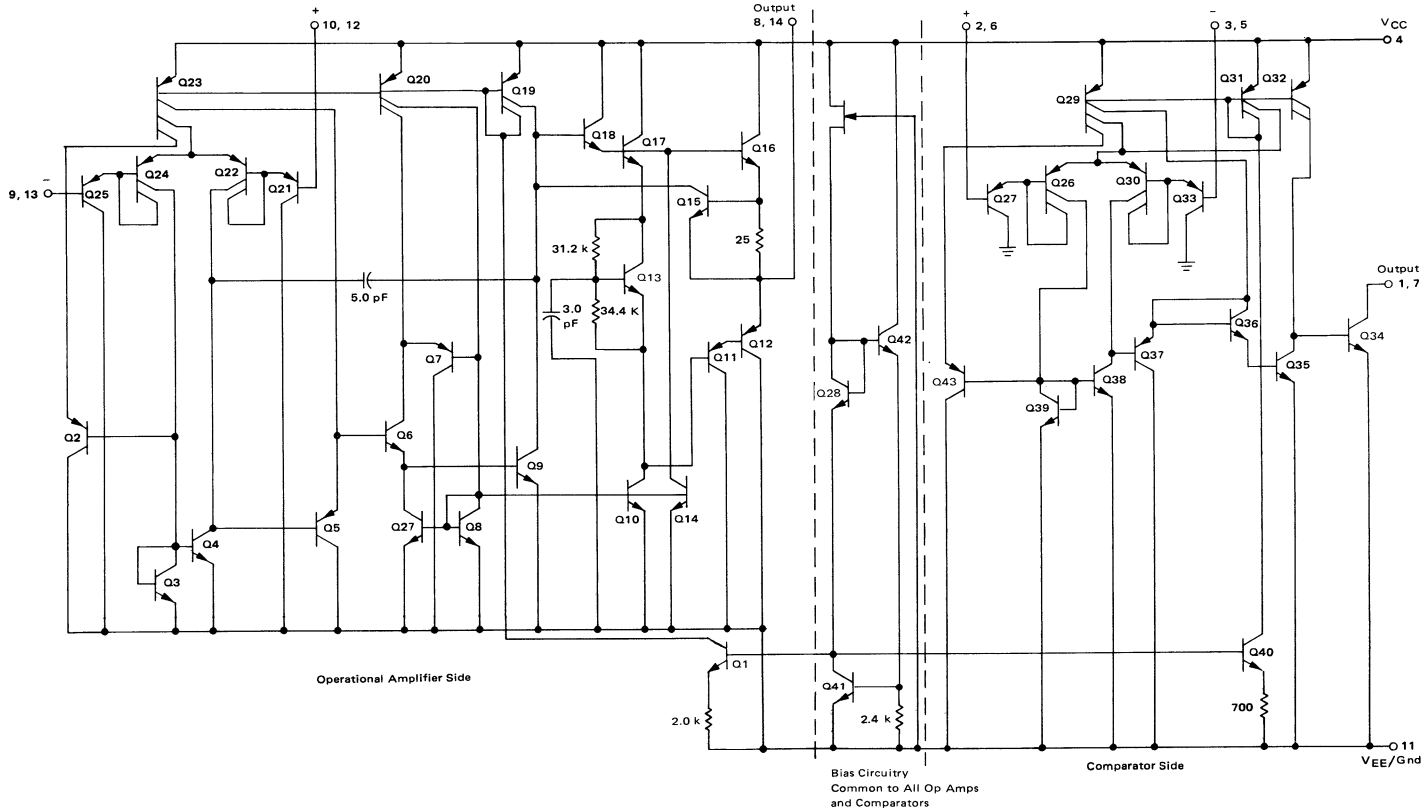 +
10, 12
Output
8, 14
+
2, 6
−
3, 5
VCC
4
Q23
Q20
Q19
Q18
Q17
Q16
Q29
Q31
Q32
−
9, 13
Q25
Q24
Q22
Q21
Q15
Q27
Q26
Q30
Q33
31.2 k
25
5.0 pF
3.0
pF
34.4 K
Q13
Output
1, 7
Q7
Q11
Q12
Q42
Q28
Q43
Q39
Q38
Q37
Q36
Q35
Q34
Q2
Q6
Q9
Q3
Q4
Q5
Q27
Q8
Q10
Q14
Q1
Q41
Q40
2.0 k
2.4 k
700
11
VEE/Gnd
Operational Amplifier Side
Bias Circuitry
Common to All Op Amps
and Comparators
Comparator Side